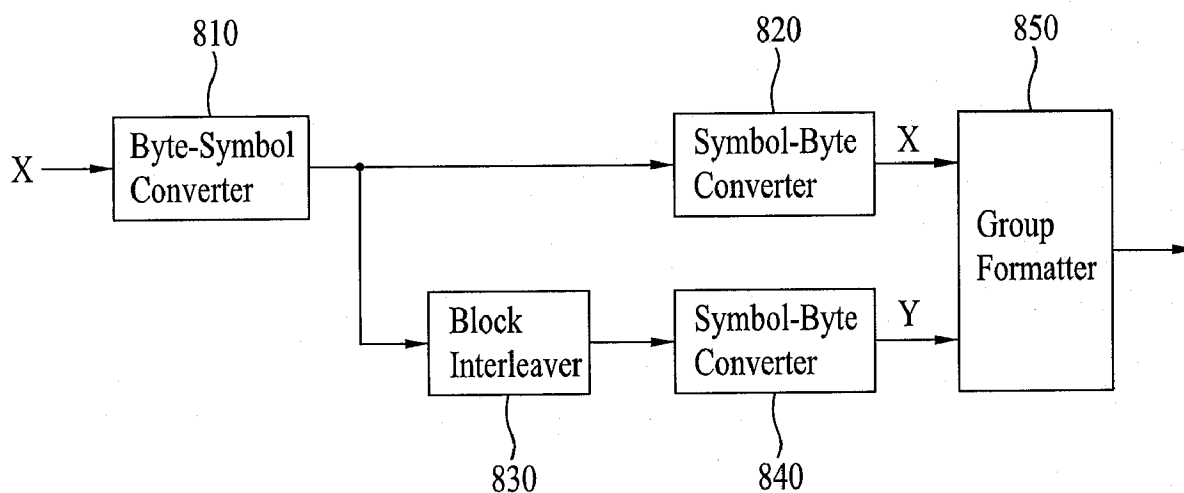 810
820
850
X
Byte-Symbol
Converter
Symbol-Byte
Converter
X
Group
Formatter
Block
Interleaver
Symbol-Byte
Converter
Y
830
840